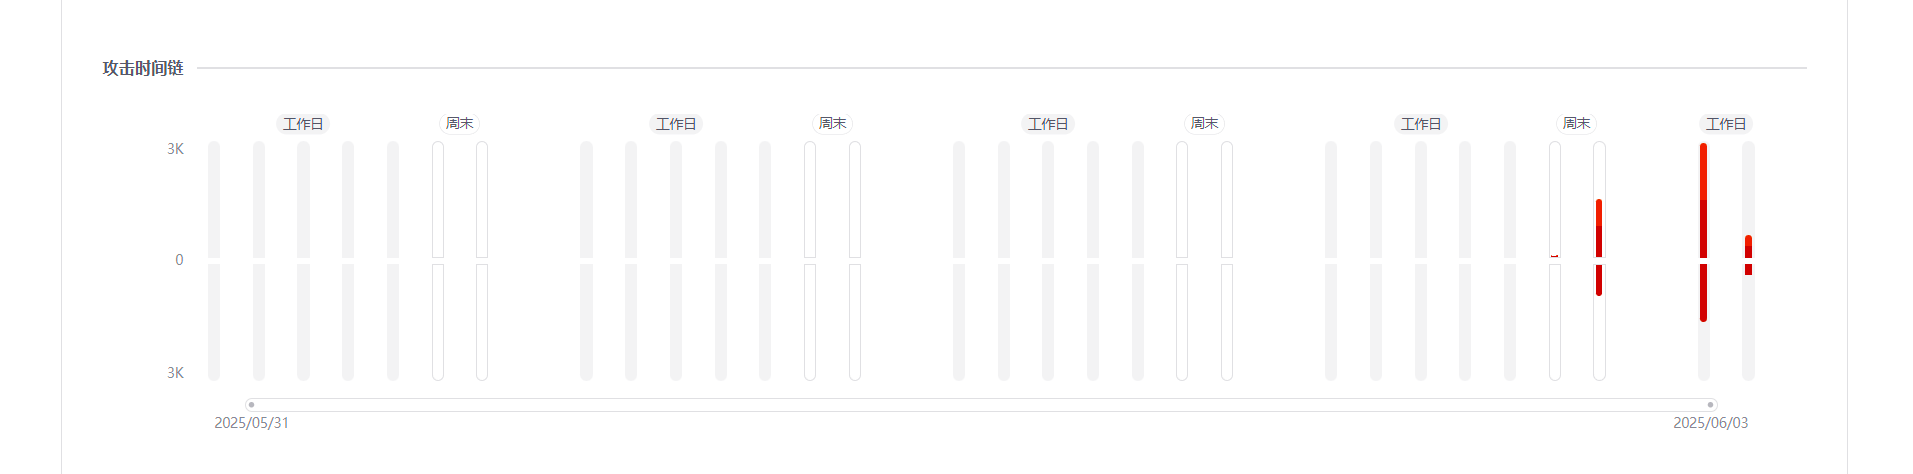 攻击时间链
工作日 周末 工作日 周末 工作日 周末 工作日 周末 工作日
3K
0
3K
2025/05/31 2025/06/03